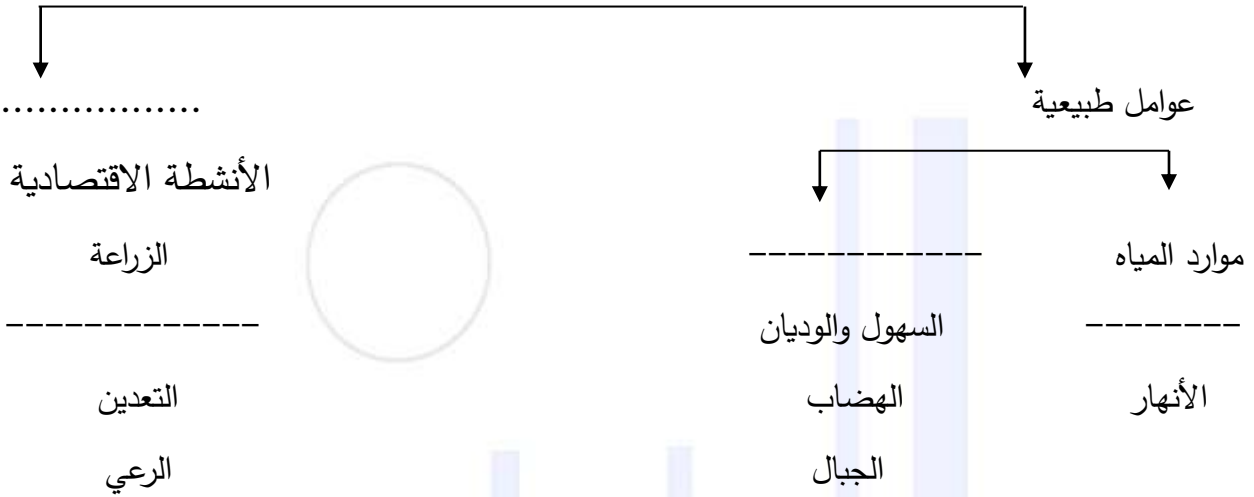 عوامل طبيعية
موارد المياه
--------
الأنهار
------------
السهول والوديان
الهضاب
الجبال
.................
الأنشطة الاقتصادية
الزراعة
-------------
التعدين
الرعي